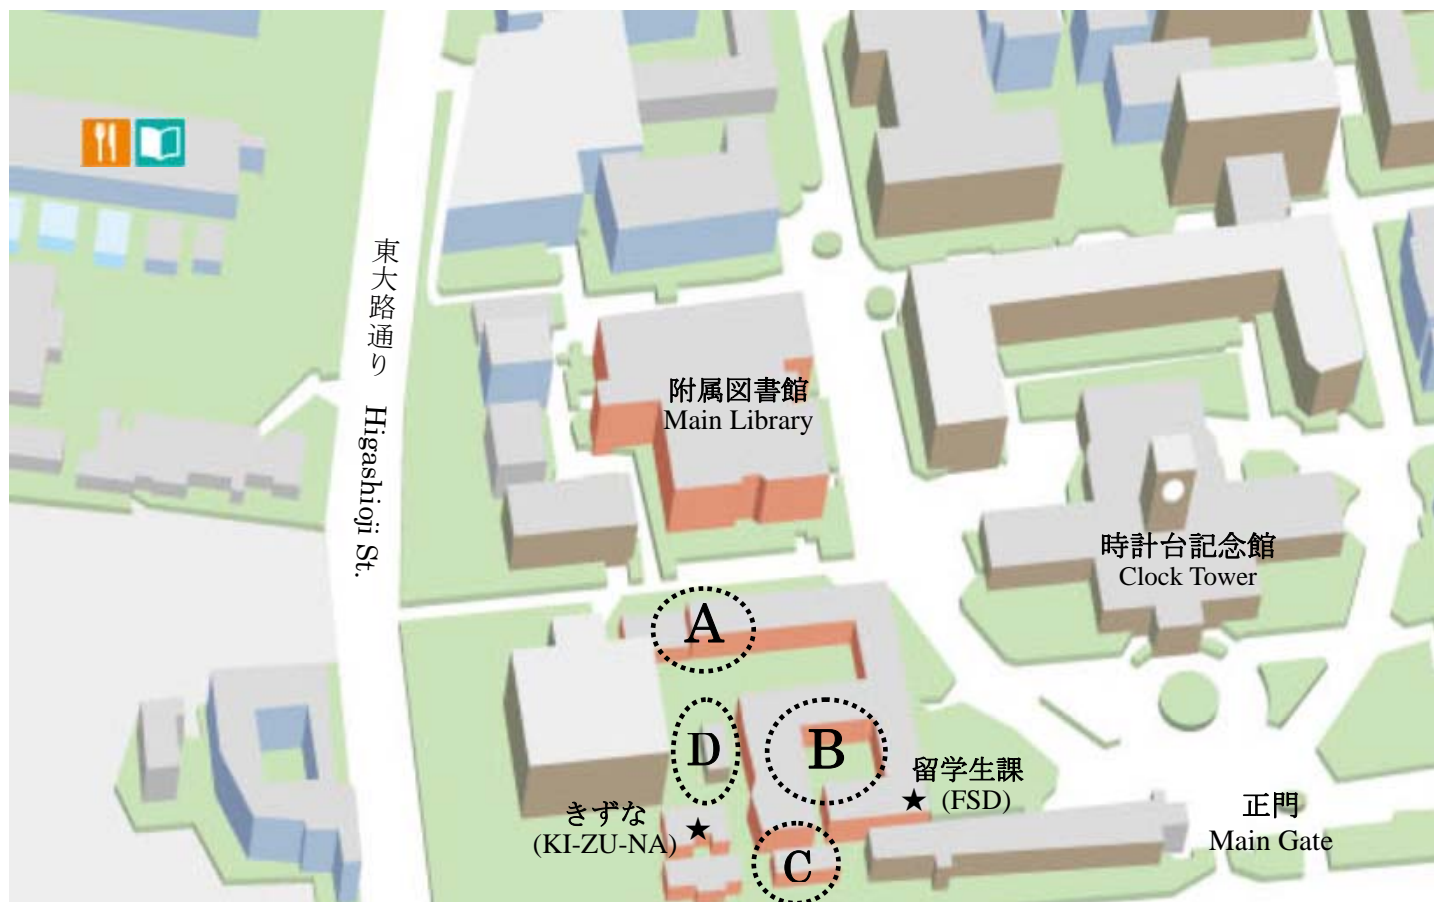 東大路通り
Higashioji St.
附属図書館
Main Library
時計台記念館
Clock Tower
A
D
B
留学生課
(FSD)
きずな
(KI-ZU-NA)
正門
Main Gate
C